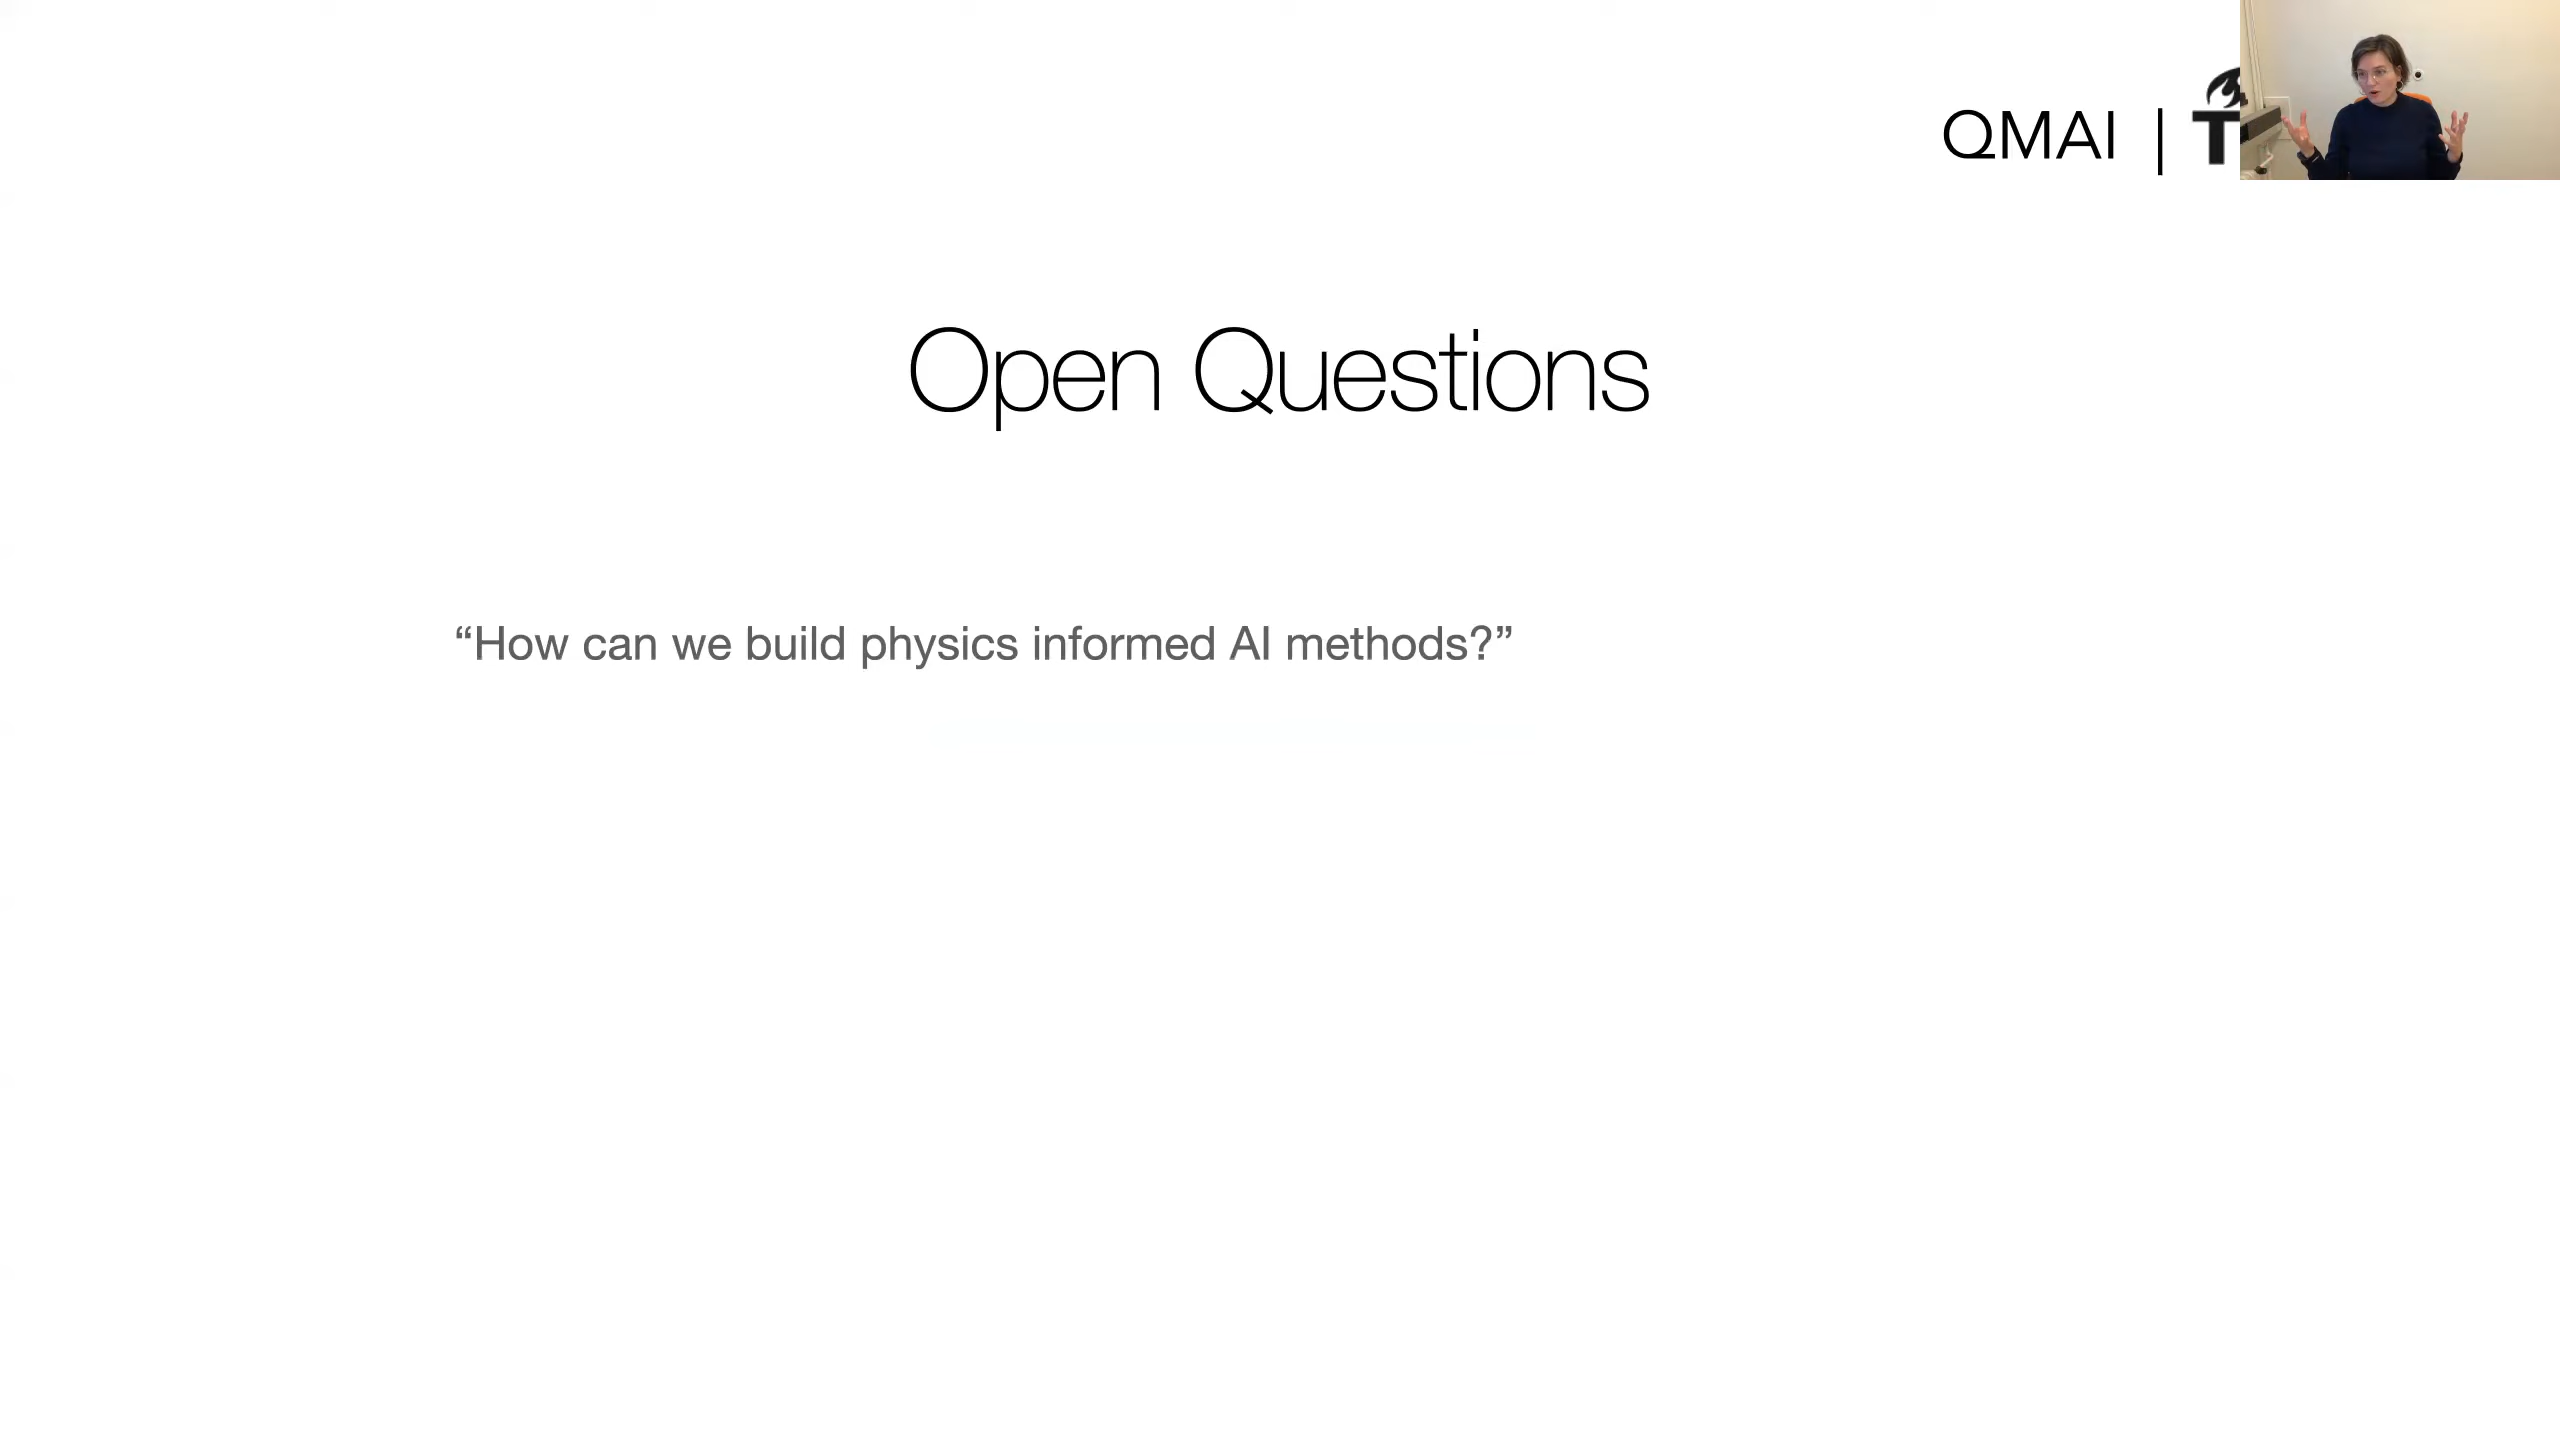 QMAI | T
Open Questions
“How can we build physics informed AI methods?”